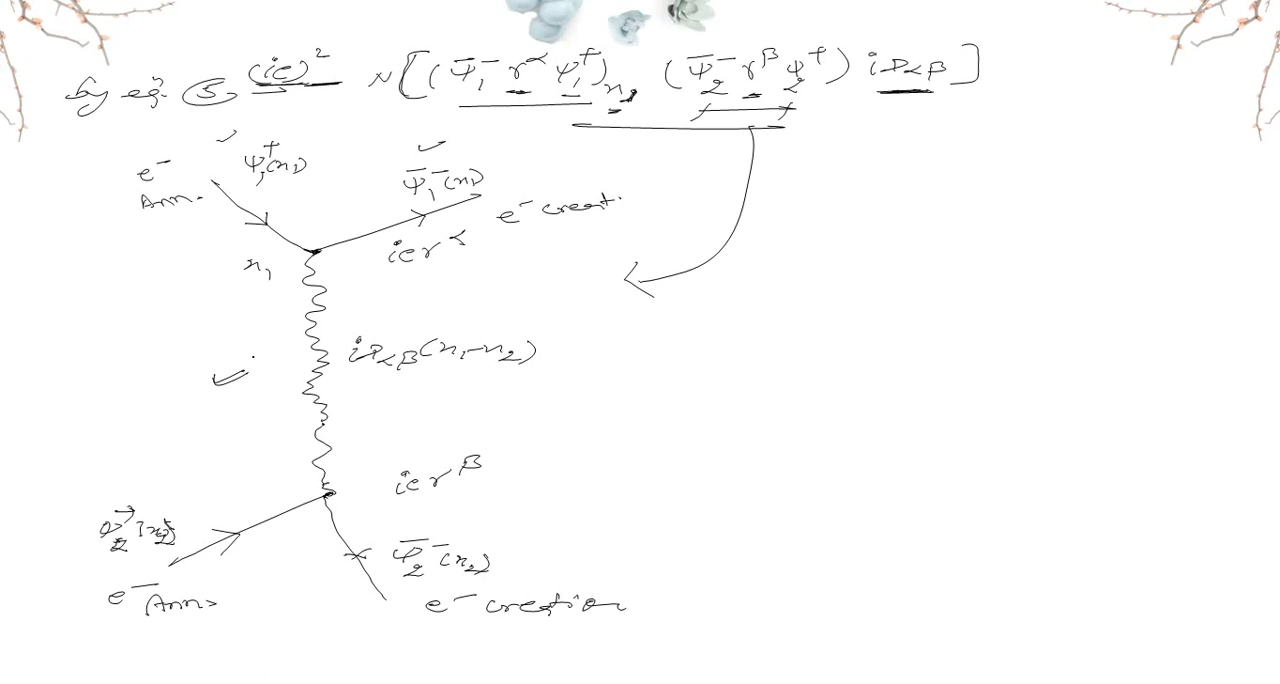 by eq. ⑤, (ie)² N[(ψ̄₁⁻ γ^α ψ₁⁺)ₓ₁ (ψ̄₂⁻ γ^β ψ₂⁺) iD_αβ]
ψ₁⁺(x₁) ψ̄₁⁻(x₁)
e⁻
Ann. e⁻ creat.
x₁ ieγ^α
iD_αβ(x₁-x₂)
ieγ^β
ψ̄₂⁻(x₂)
e⁻ Ann. e⁻ creation